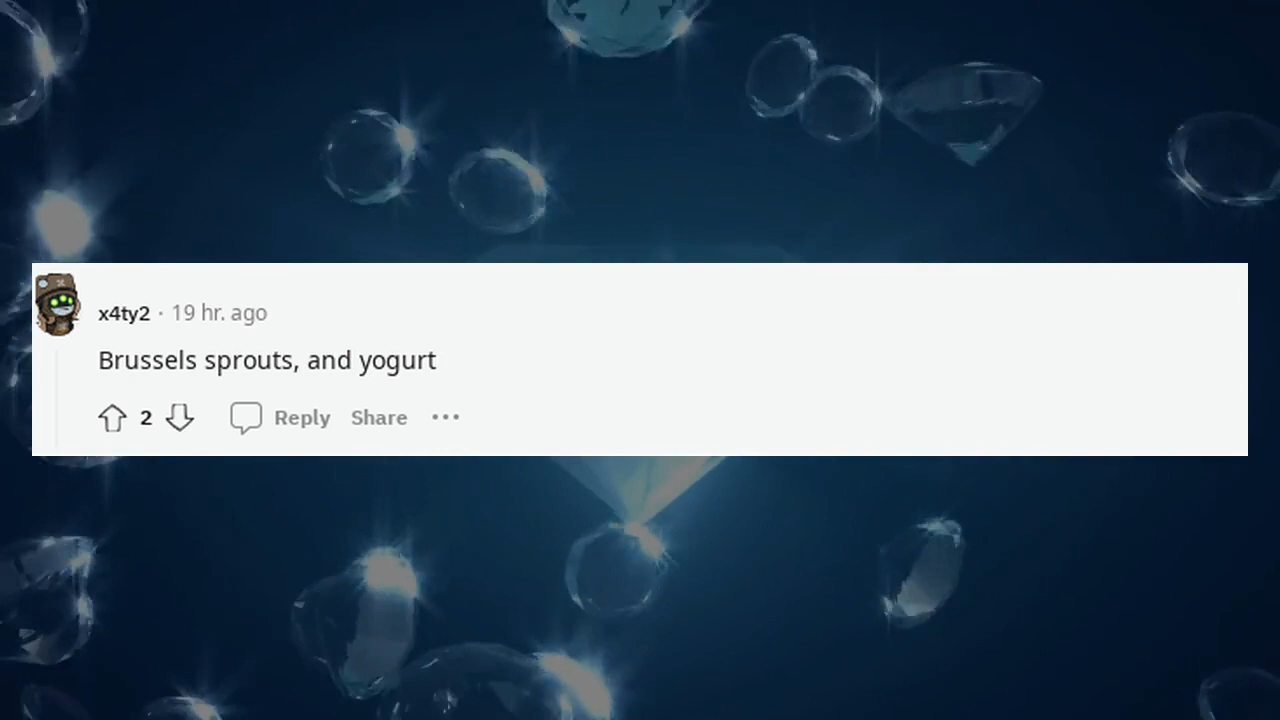 x4ty2 · 19 hr. ago
Brussels sprouts, and yogurt
2 Reply Share ···